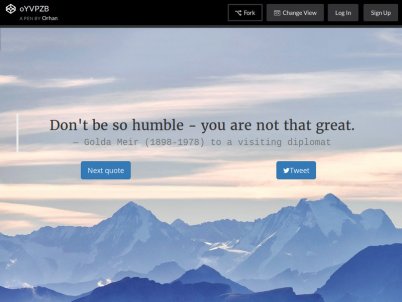 oYVPZB
A PEN BY Orhan
Fork
Change View
Log In
Sign Up
Don't be so humble - you are not that great.
— Golda Meir (1898-1978) to a visiting diplomat
Next quote
Tweet